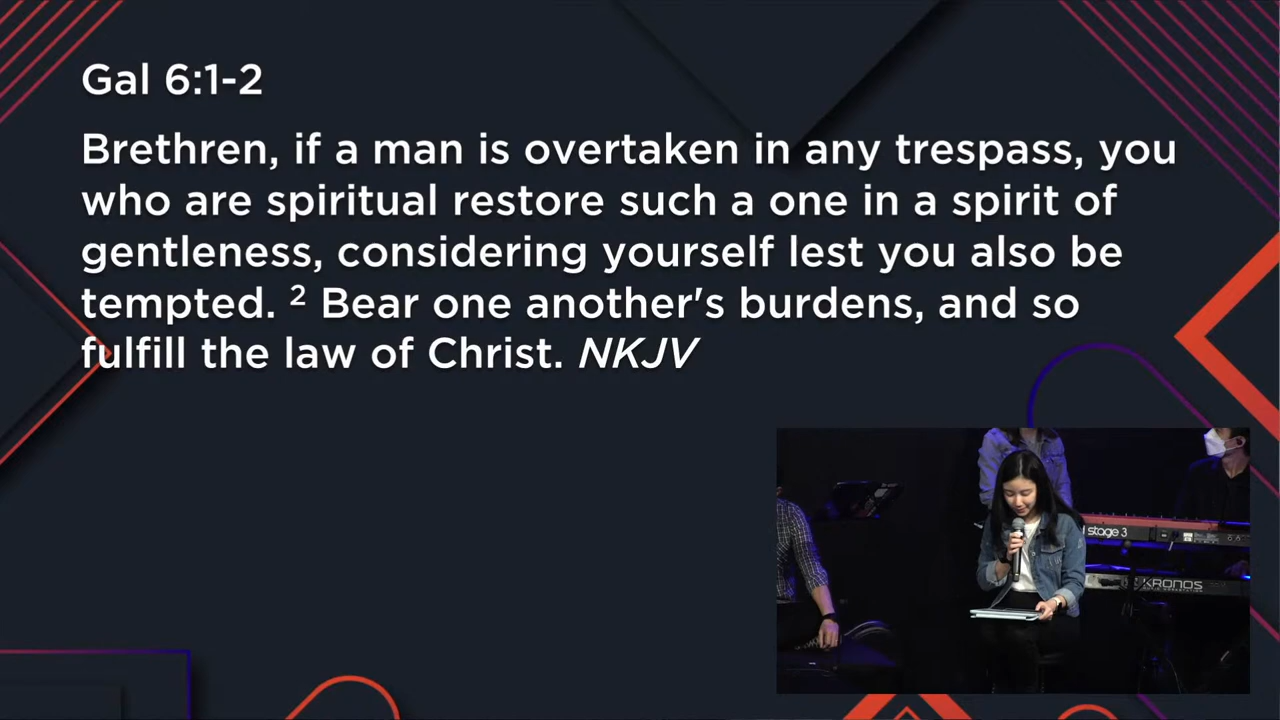 Gal 6:1-2
Brethren, if a man is overtaken in any trespass, you
who are spiritual restore such a one in a spirit of
gentleness, considering yourself lest you also be
tempted. ² Bear one another's burdens, and so
fulfill the law of Christ. NKJV
stage 3
KRONOS